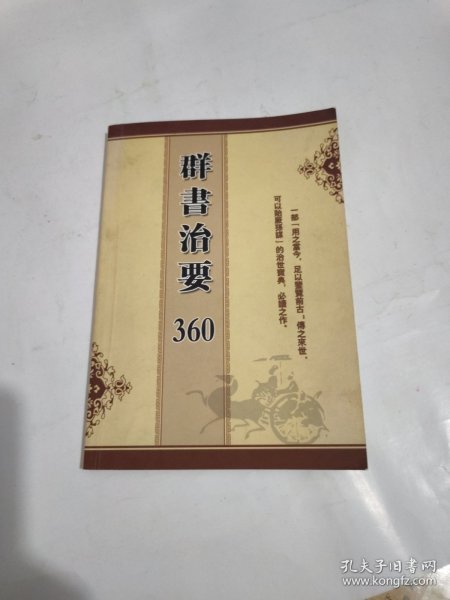 群書治要
360
一部「用之當今，足以鑒覽前古；傳之來世，
可以貽厥孫謀」的治世寶典，必讀之作。
孔夫子旧书网
www.kongfz.com